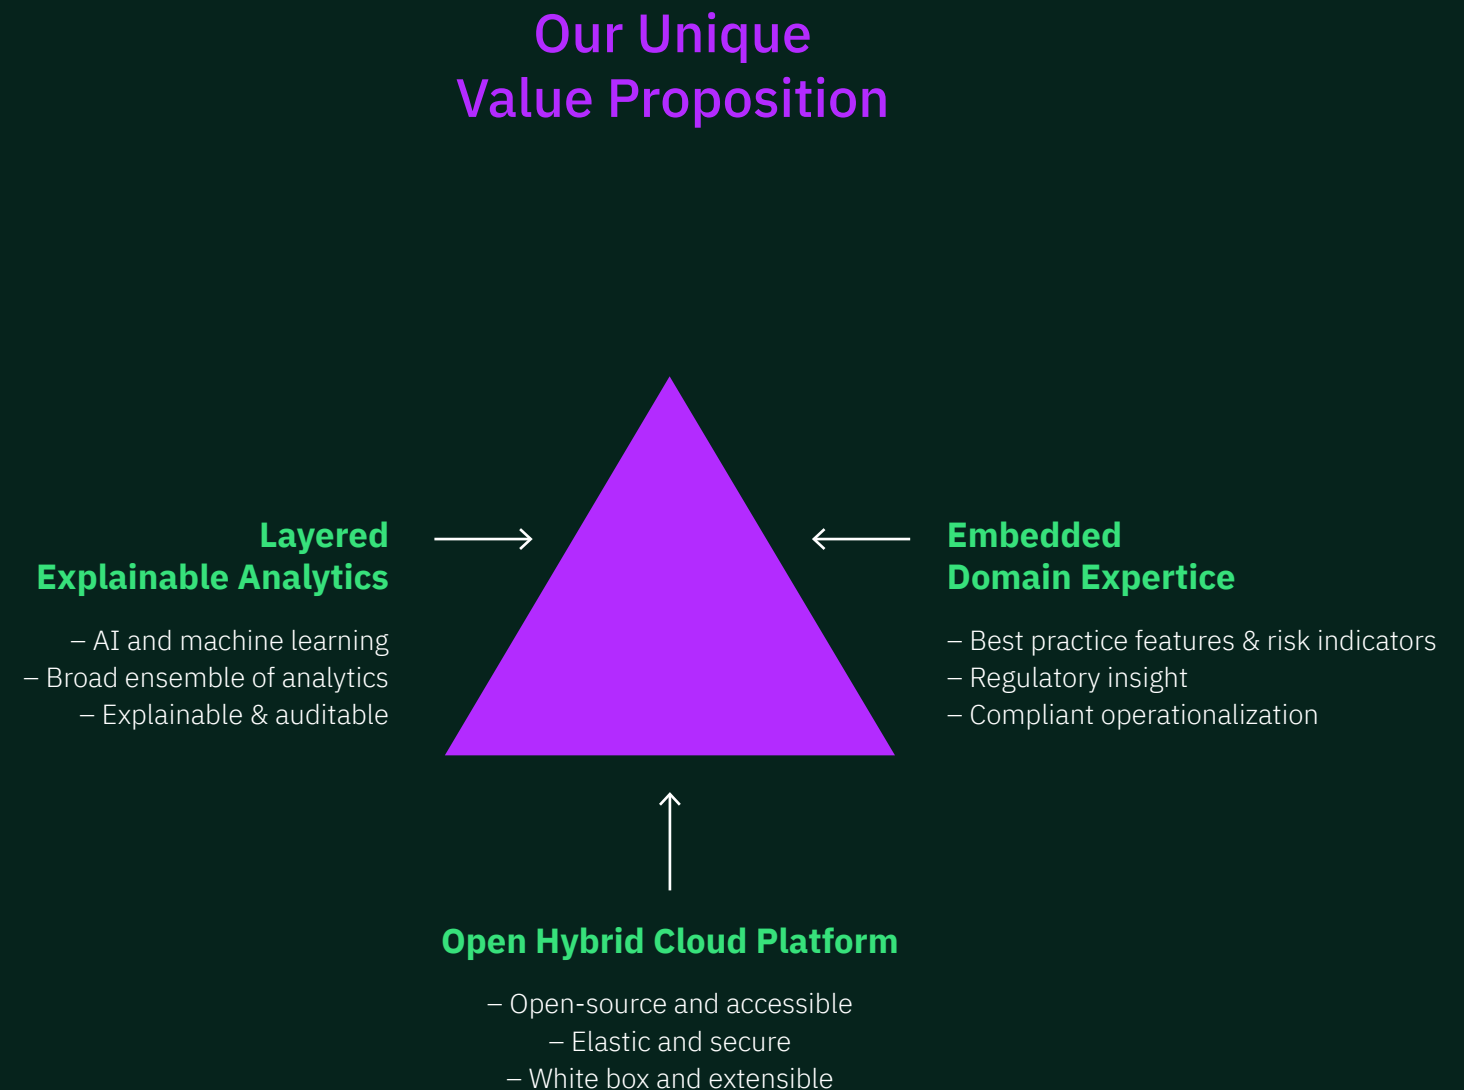 Our Unique
Value Proposition
Layered
Explainable Analytics
– AI and machine learning
– Broad ensemble of analytics
– Explainable & auditable
Embedded
Domain Expertice
– Best practice features & risk indicators
– Regulatory insight
– Compliant operationalization
Open Hybrid Cloud Platform
– Open-source and accessible
– Elastic and secure
– White box and extensible